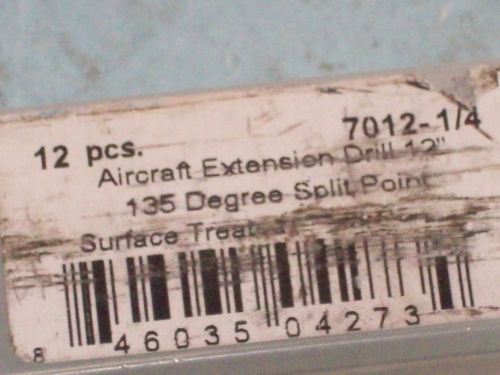 12 pcs. 7012-1/4
Aircraft Extension Drill 12"
135 Degree Split Point
Surface Treat
8 46035 04273